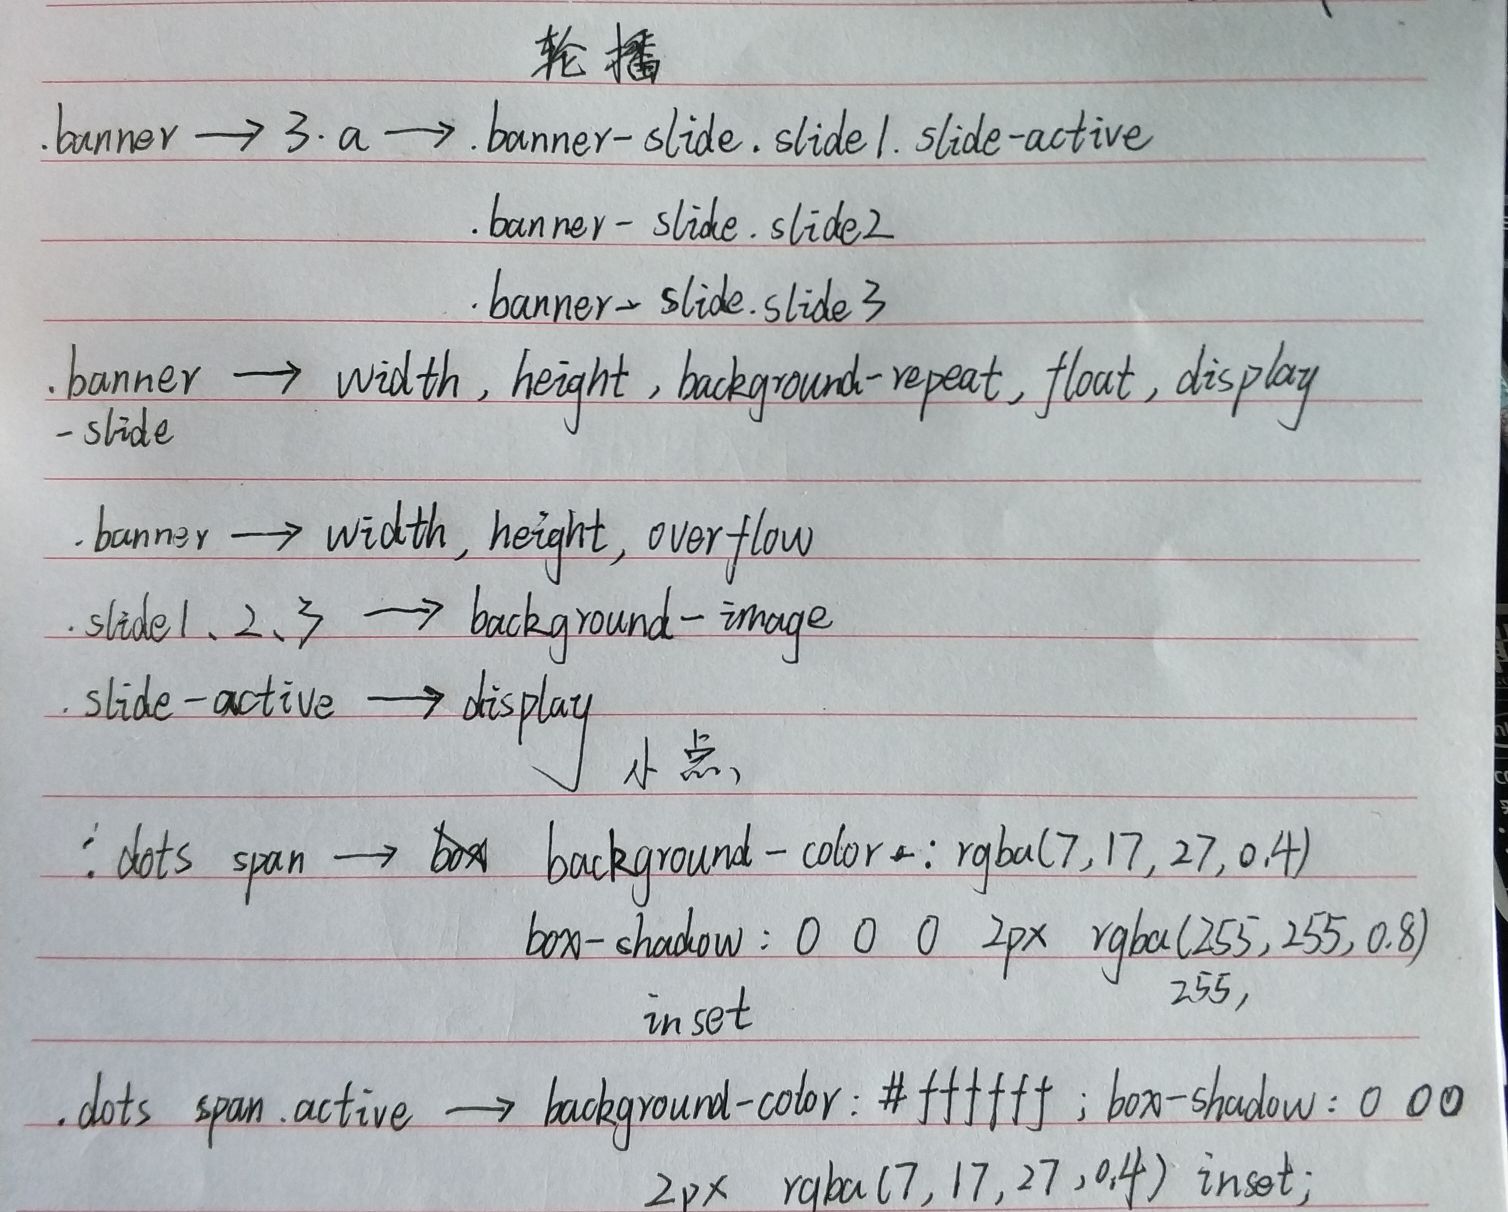 轮播
.banner → 3.a → .banner-slide.slide1.slide-active
.banner-slide.slide2
.banner-slide.slide3
.banner → width, height, background-repeat, float, display
-slide
.banner → width, height, overflow
.slide1、2、3 → background-image
.slide-active → display
小点
.dots span → background-color: rgba(7,17,27,0.4)
box-shadow: 0 0 0 2px rgba(255,255,0.8)
255,
inset
.dots span.active → background-color: #ffffff; box-shadow: 0 0 0
2px rgba(7,17,27,0.4) inset;